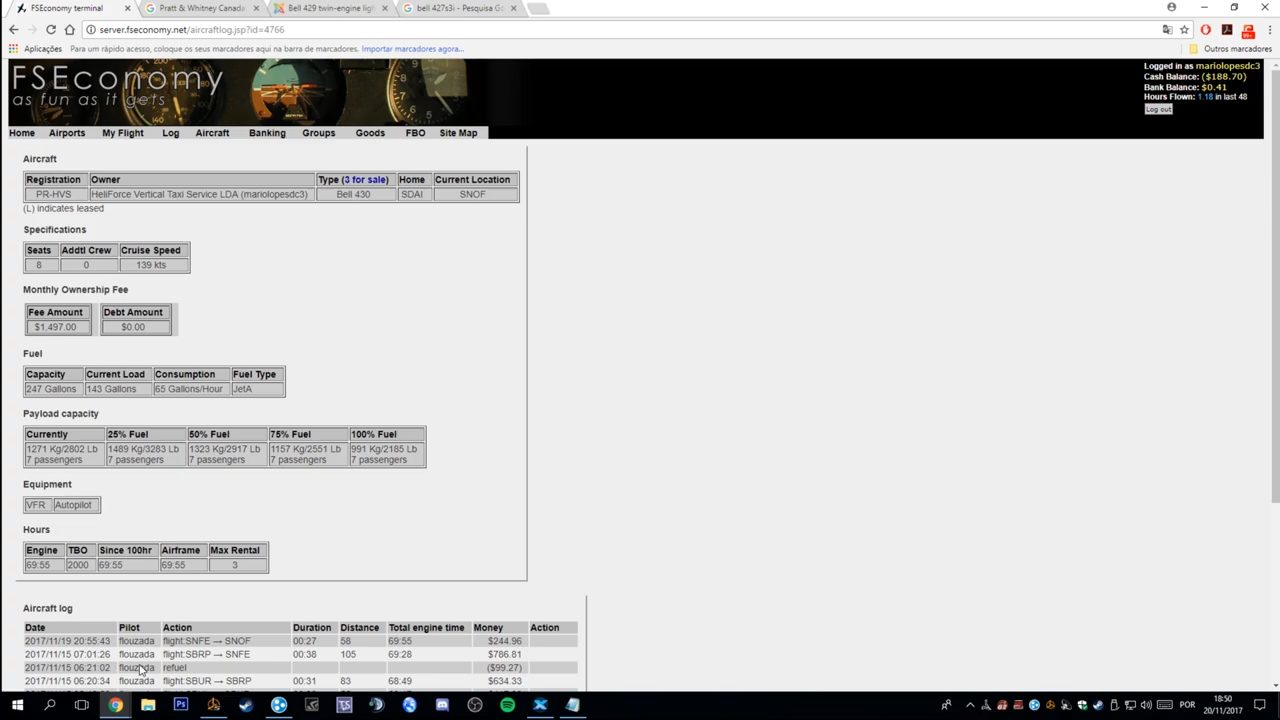 FSEconomy terminal
Pratt & Whitney Canada
Bell 429 twin-engine ligh
bell 427s3i - Pesquisa Go
server.fseconomy.net/aircraftlog.jsp?id=4766
Aplicações Para um rápido acesso, coloque os seus marcadores aqui na barra de marcadores. Importar marcadores agora... Outros marcadores
FSEconomy
as fun as it gets
Logged in as mariolopesdc3
Cash Balance: ($188.70)
Bank Balance: $0.41
Hours Flown: 1.18 in last 48
Log out
Home Airports My Flight Log Aircraft Banking Groups Goods FBO Site Map
Aircraft
Registration Owner Type (3 for sale) Home Current Location
PR-HVS HeliForce Vertical Taxi Service LDA (mariolopesdc3) Bell 430 SDAI SNOF
(L) indicates leased
Specifications
Seats Addtl Crew Cruise Speed
8 0 139 kts
Monthly Ownership Fee
Fee Amount Debt Amount
$1,497.00 $0.00
Fuel
Capacity Current Load Consumption Fuel Type
247 Gallons 143 Gallons 65 Gallons/Hour JetA
Payload capacity
Currently 25% Fuel 50% Fuel 75% Fuel 100% Fuel
1271 Kg/2802 Lb 1489 Kg/3283 Lb 1323 Kg/2917 Lb 1157 Kg/2551 Lb 991 Kg/2185 Lb
7 passengers 7 passengers 7 passengers 7 passengers 7 passengers
Equipment
VFR Autopilot
Hours
Engine TBO Since 100hr Airframe Max Rental
69:55 2000 69:55 69:55 3
Aircraft log
Date Pilot Action Duration Distance Total engine time Money Action
2017/11/19 20:55:43 flouzada flight:SNFE → SNOF 00:27 58 69:55 $244.96
2017/11/15 07:01:26 flouzada flight:SBRP → SNFE 00:38 105 69:28 $786.81
2017/11/15 06:21:02 flouzada refuel ($99.27)
2017/11/15 06:20:34 flouzada flight:SBUR → SBRP 00:31 83 68:49 $634.33
POR
18:50
20/11/2017